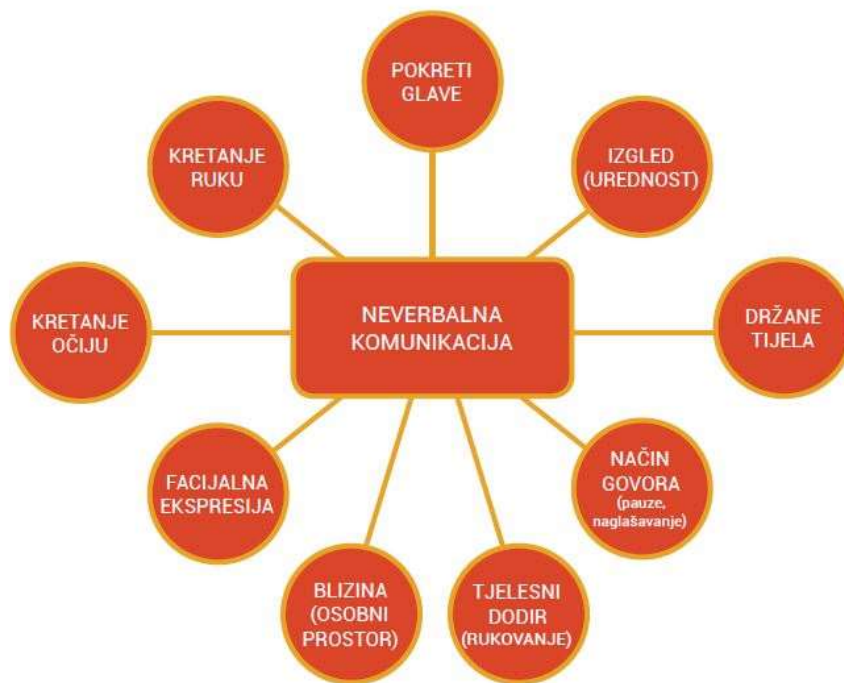 POKRETI
GLAVE
KRETANJE
RUKU
IZGLED
(UREDNOST)
KRETANJE
OČIJU
NEVERBALNA
KOMUNIKACIJA
DRŽANE
TIJELA
FACIJALNA
EKSPRESIJA
NAČIN
GOVORA
(pauze,
naglašavanje)
BLIZINA
(OSOBNI
PROSTOR)
TJELESNI
DODIR
(RUKOVANJE)